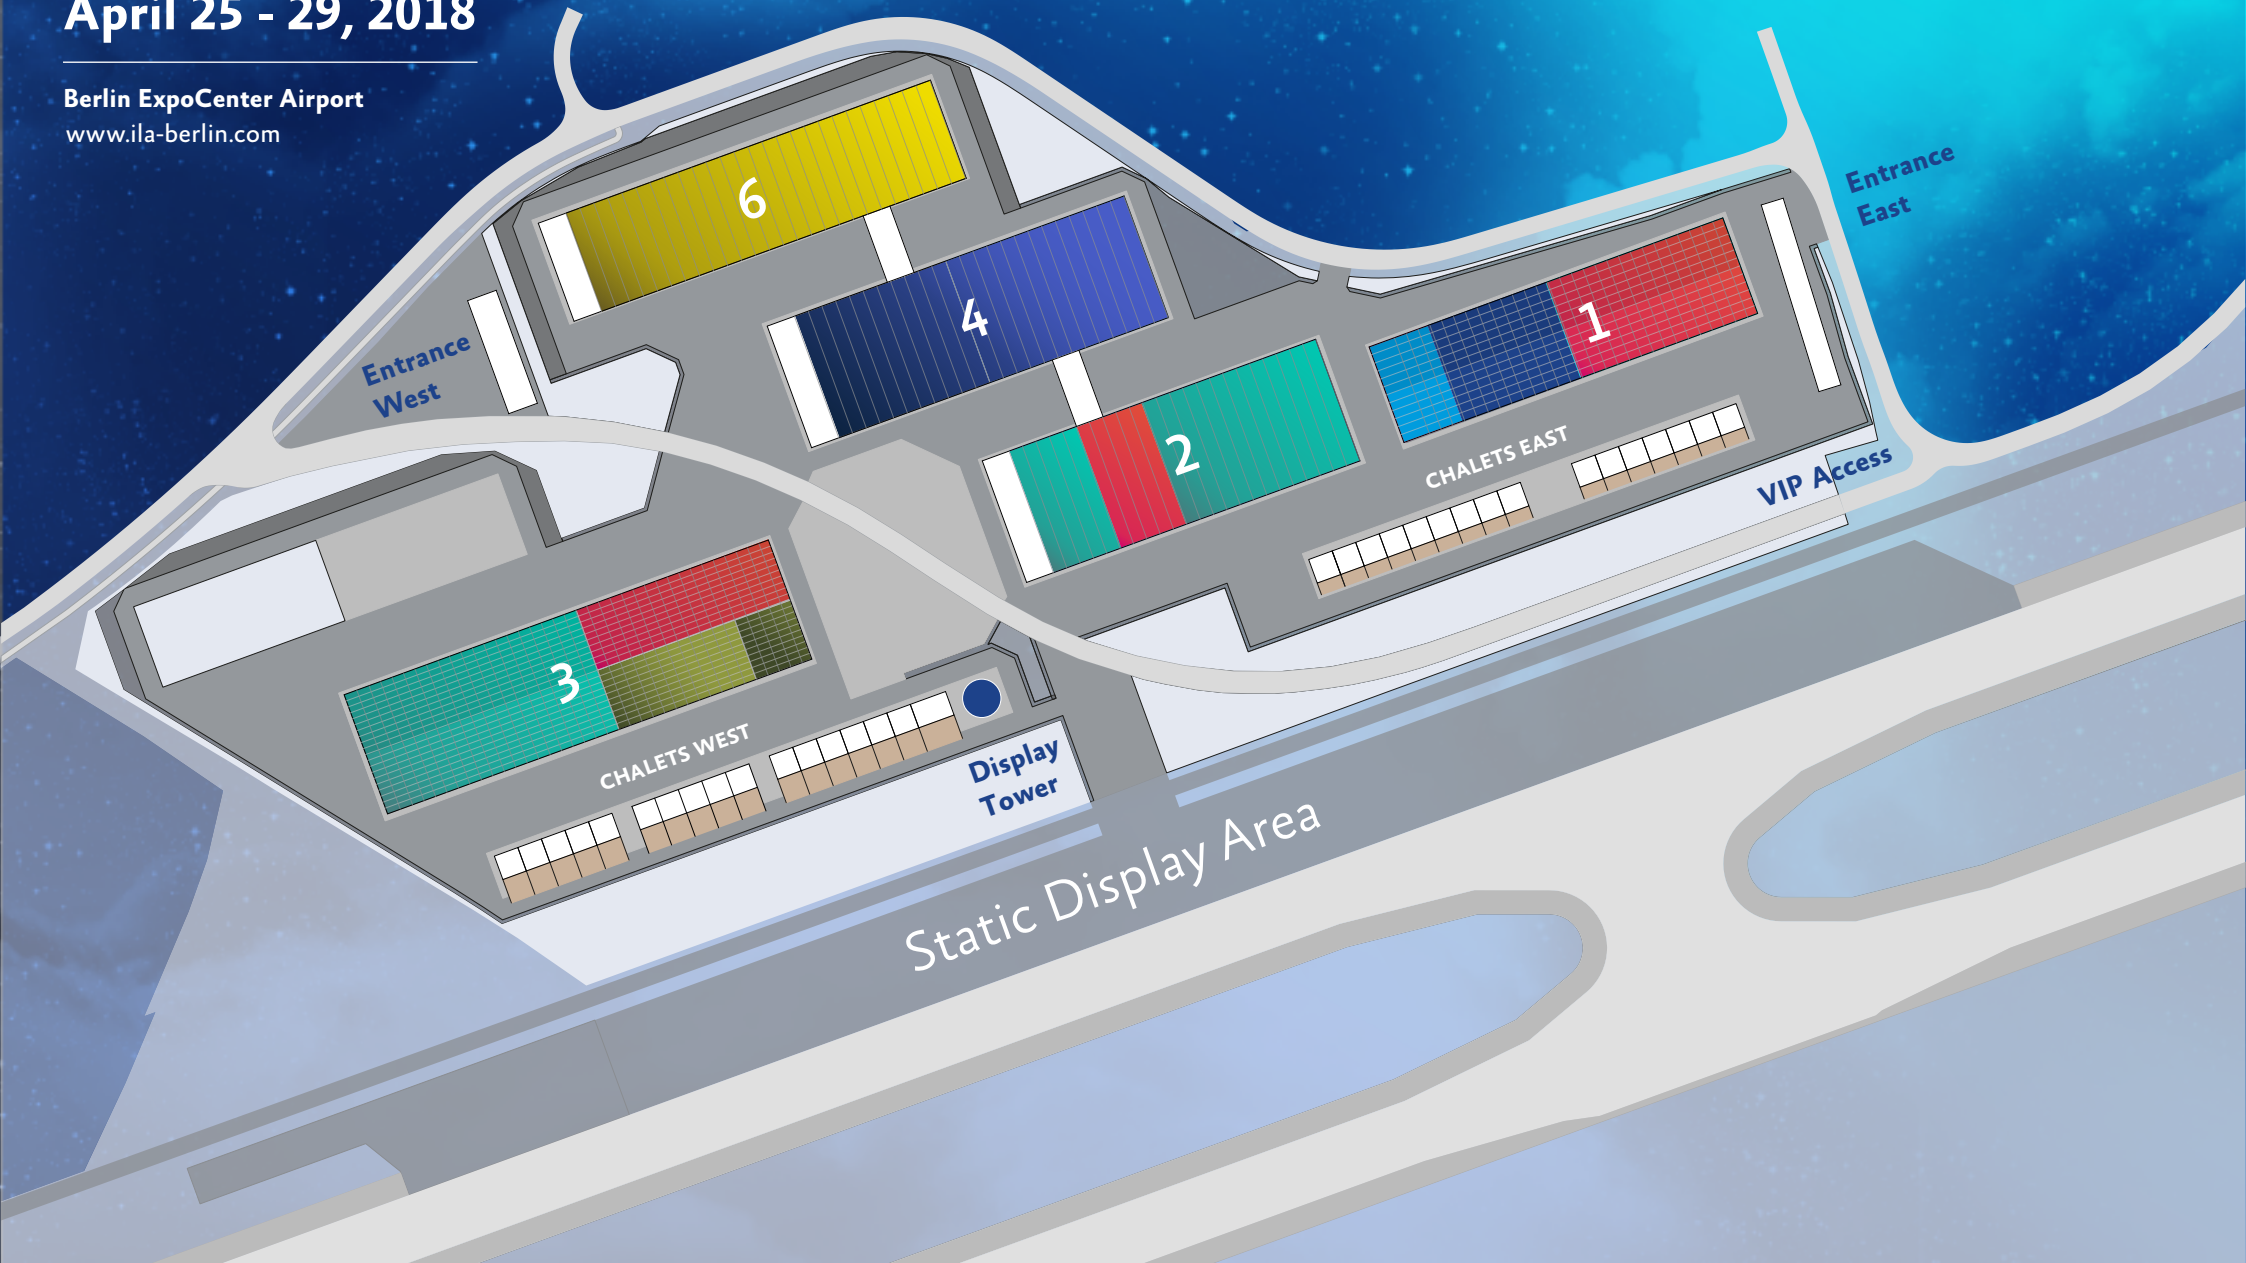 April 25 - 29, 2018
Berlin ExpoCenter Airport
www.ila-berlin.com
Entrance
East
6
4
1
Entrance
West
2
CHALETS EAST
VIP Access
3
CHALETS WEST
Display
Tower
Static Display Area